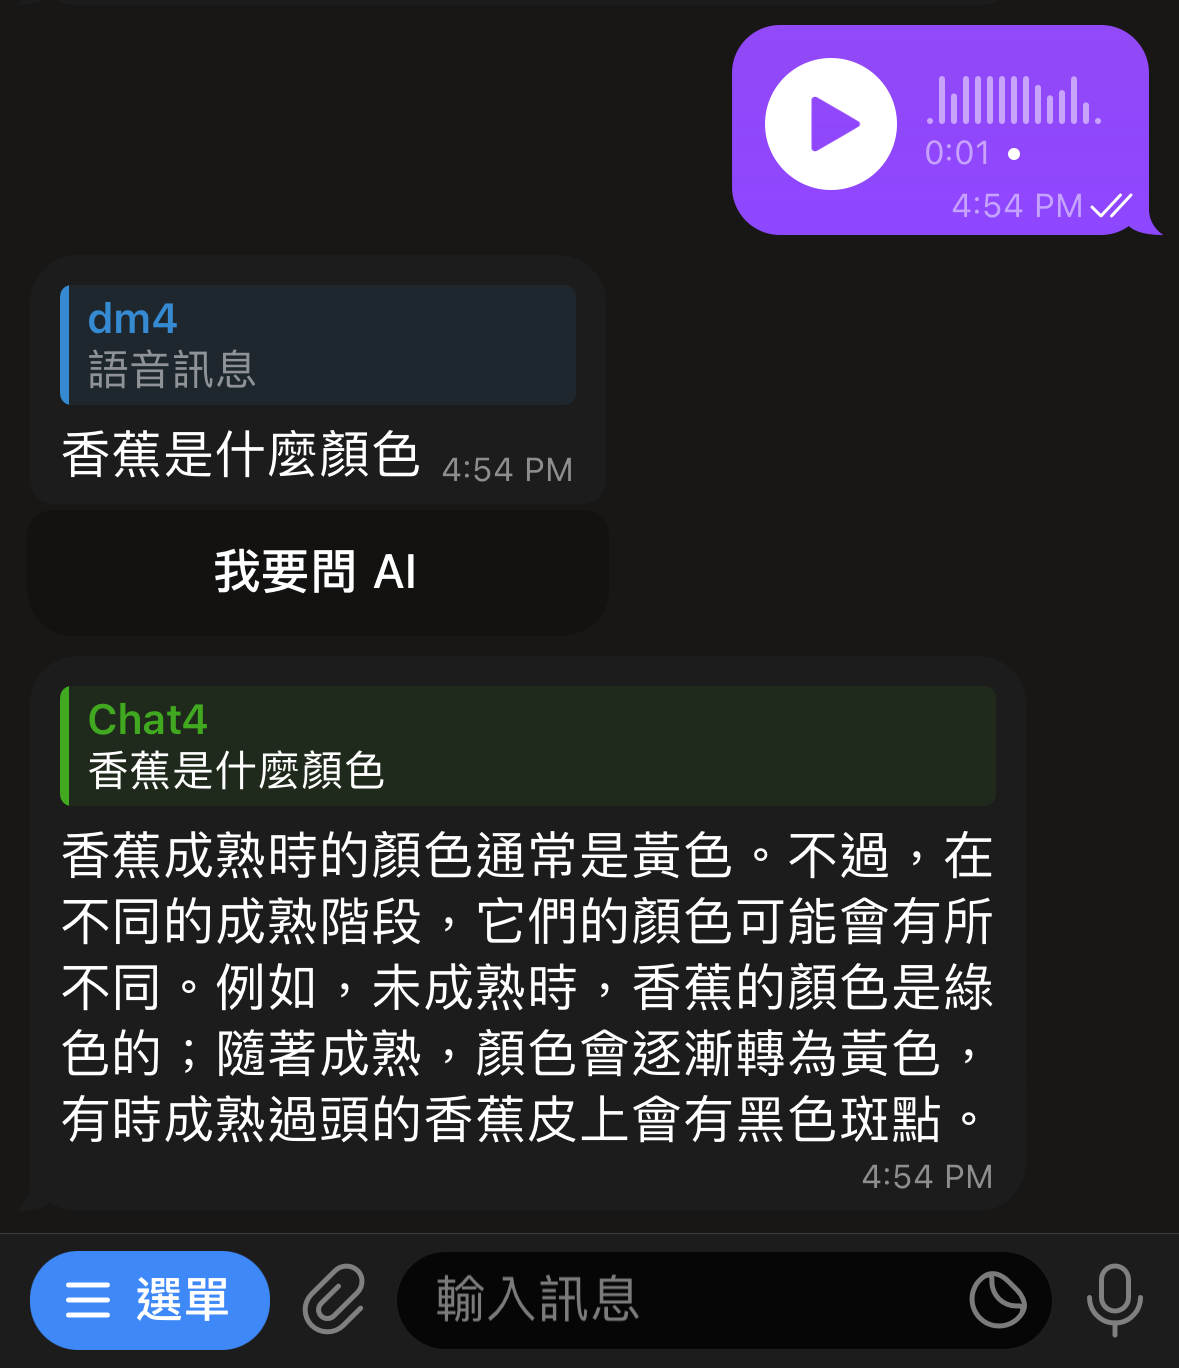 0:01
4:54 PM
dm4
語音訊息
香蕉是什麼顏色 4:54 PM
我要問 AI
Chat4
香蕉是什麼顏色
香蕉成熟時的顏色通常是黃色。不過，在
不同的成熟階段，它們的顏色可能會有所
不同。例如，未成熟時，香蕉的顏色是綠
色的；隨著成熟，顏色會逐漸轉為黃色，
有時成熟過頭的香蕉皮上會有黑色斑點。
4:54 PM
選單 輸入訊息